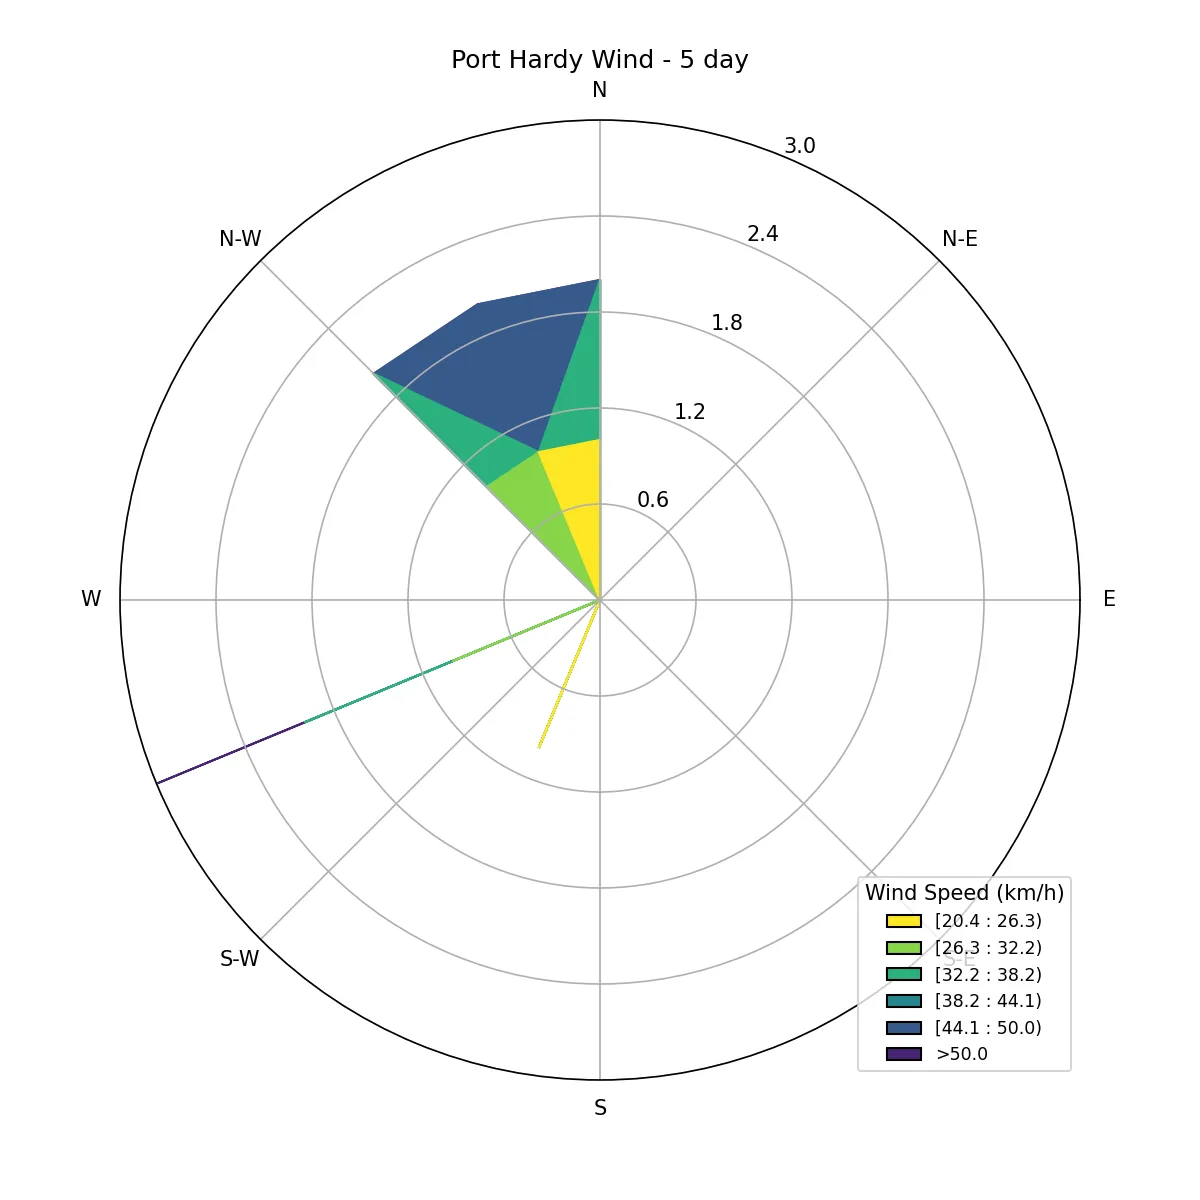 Port Hardy Wind - 5 day
N
3.0
N-W
2.4
N-E
1.8
1.2
0.6
W
E
Wind Speed (km/h)
[20.4 : 26.3)
[26.3 : 32.2)
S-W
S-E
[32.2 : 38.2)
[38.2 : 44.1)
[44.1 : 50.0)
>50.0
S